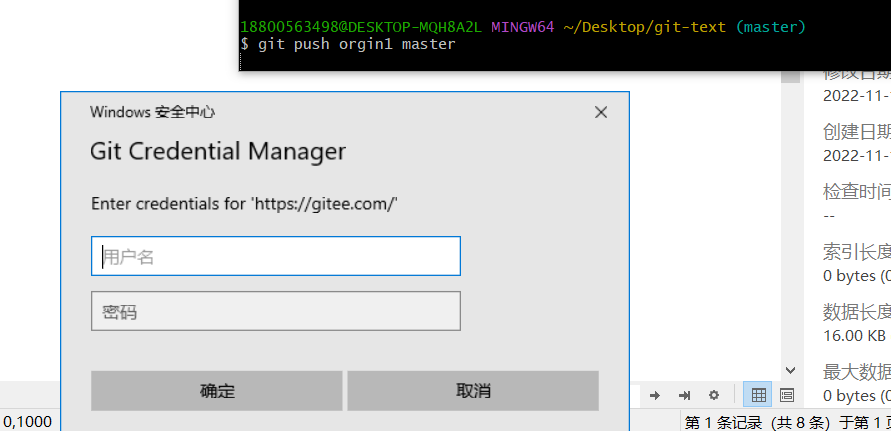 18800563498@DESKTOP-MQH8A2L MINGW64 ~/Desktop/git-text (master)
$ git push orgin1 master
Windows 安全中心
Git Credential Manager
Enter credentials for 'https://gitee.com/'
用户名
密码
确定
取消
修改日期
2022-11-
创建日期
2022-11-
检查时间
--
索引长度
0 bytes (0
数据长度
16.00 KB
最大数据
0 bytes (0
0,1000
第 1 条记录 (共 8 条) 于第 1 页